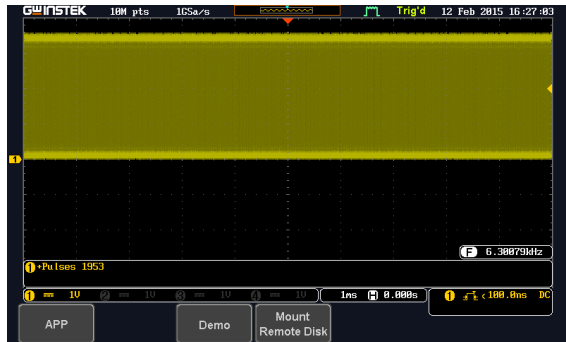 GWINSTEK 10M pts 1GSa/s Trig'd 12 Feb 2015 16:27:03
1
F 6.30079kHz
1 +Pulses 1953
1 1V 2 1V 3 1V 4 1V 1ms H 0.000s 1 <100.0ns DC
APP Demo Mount Remote Disk